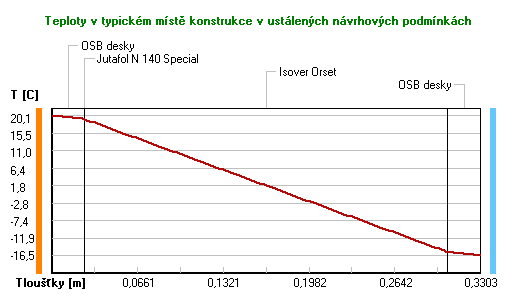 Teploty v typickém místě konstrukce v ustálených návrhových podmínkách
OSB desky
Jutafol N 140 Special
Isover Orset
OSB desky
T [C]
20,1
15,5
11,0
6,4
1,8
-2,8
-7,4
-11,9
-16,5
Tloušťky [m]
0,0661
0,1321
0,1982
0,2642
0,3303